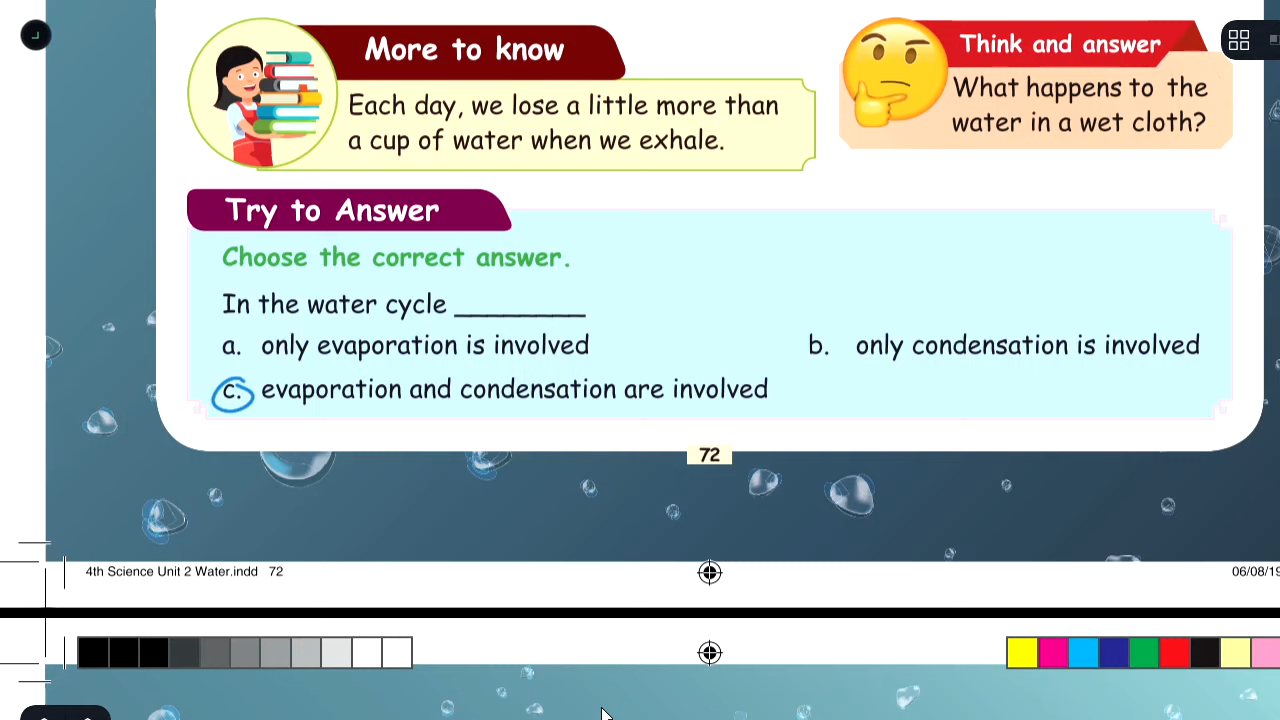 More to know
Each day, we lose a little more than
a cup of water when we exhale.
Think and answer
What happens to the
water in a wet cloth?
Try to Answer
Choose the correct answer.
In the water cycle _________
a. only evaporation is involved
b. only condensation is involved
c. evaporation and condensation are involved
72
4th Science Unit 2 Water.indd 72
06/08/19